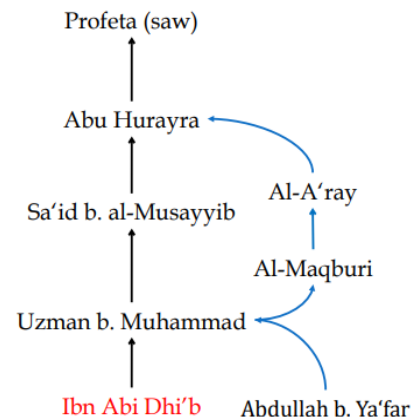 Profeta (saw)
Abu Hurayra
Al-A‘ray
Sa‘id b. al-Musayyib
Al-Maqburi
Uzman b. Muhammad
Ibn Abi Dhi’b
Abdullah b. Ya‘far